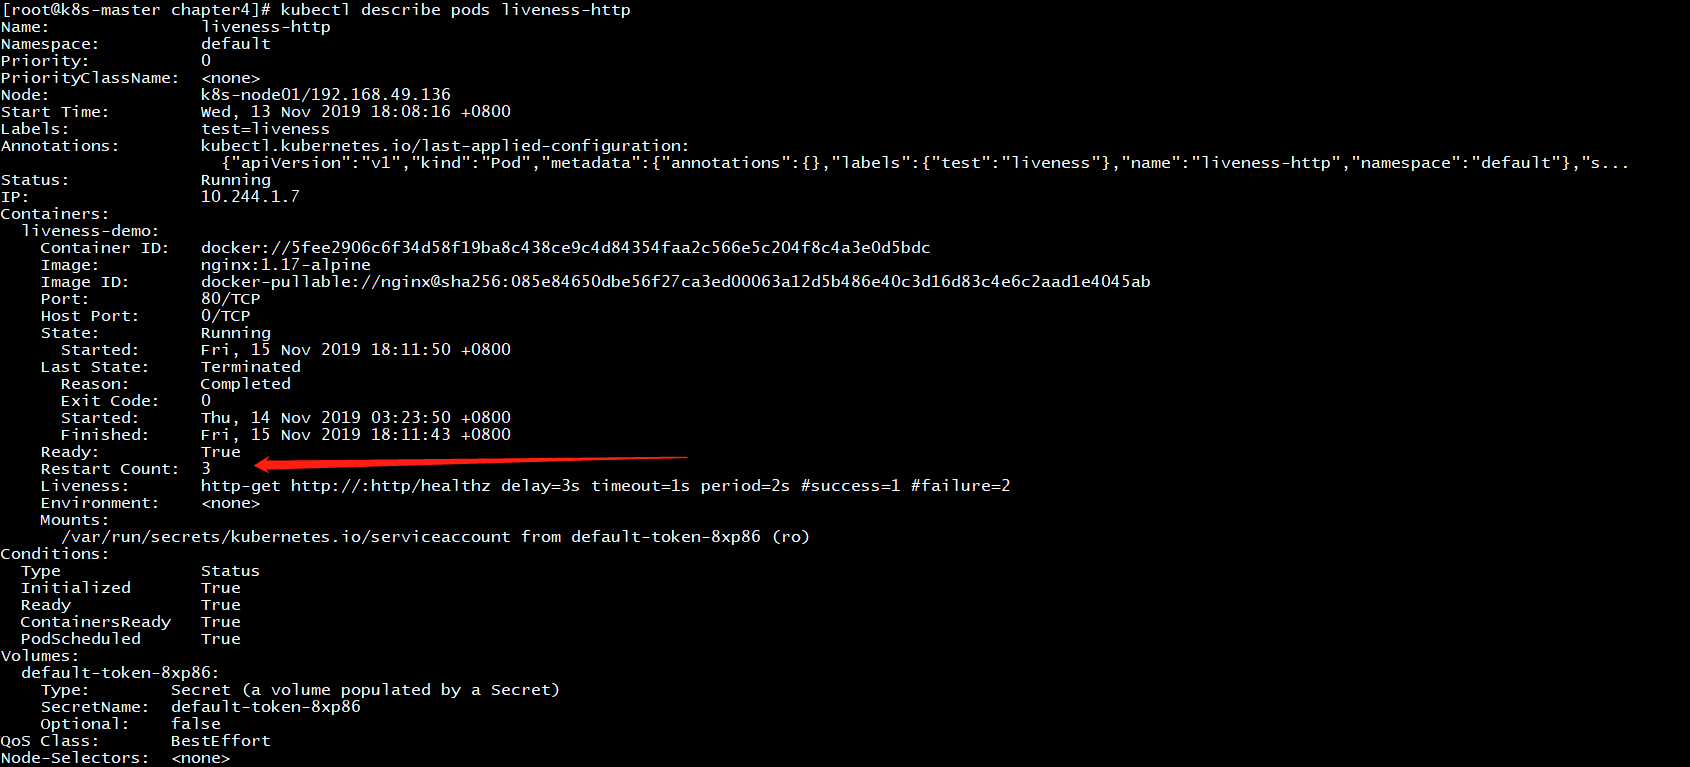 [root@k8s-master chapter4]# kubectl describe pods liveness-http
Name:               liveness-http
Namespace:          default
Priority:           0
PriorityClassName:  <none>
Node:               k8s-node01/192.168.49.136
Start Time:         Wed, 13 Nov 2019 18:08:16 +0800
Labels:             test=liveness
Annotations:        kubectl.kubernetes.io/last-applied-configuration:
                      {"apiVersion":"v1","kind":"Pod","metadata":{"annotations":{},"labels":{"test":"liveness"},"name":"liveness-http","namespace":"default"},"s...
Status:             Running
IP:                 10.244.1.7
Containers:
  liveness-demo:
    Container ID:   docker://5fee2906c6f34d58f19ba8c438ce9c4d84354faa2c566e5c204f8c4a3e0d5bdc
    Image:          nginx:1.17-alpine
    Image ID:       docker-pullable://nginx@sha256:085e84650dbe56f27ca3ed00063a12d5b486e40c3d16d83c4e6c2aad1e4045ab
    Port:           80/TCP
    Host Port:      0/TCP
    State:          Running
      Started:      Fri, 15 Nov 2019 18:11:50 +0800
    Last State:     Terminated
      Reason:       Completed
      Exit Code:    0
      Started:      Thu, 14 Nov 2019 03:23:50 +0800
      Finished:     Fri, 15 Nov 2019 18:11:43 +0800
    Ready:          True
    Restart Count:  3
    Liveness:       http-get http://:http/healthz delay=3s timeout=1s period=2s #success=1 #failure=2
    Environment:    <none>
    Mounts:
      /var/run/secrets/kubernetes.io/serviceaccount from default-token-8xp86 (ro)
Conditions:
  Type              Status
  Initialized       True
  Ready             True
  ContainersReady   True
  PodScheduled      True
Volumes:
  default-token-8xp86:
    Type:        Secret (a volume populated by a Secret)
    SecretName:  default-token-8xp86
    Optional:    false
QoS Class:       BestEffort
Node-Selectors:  <none>